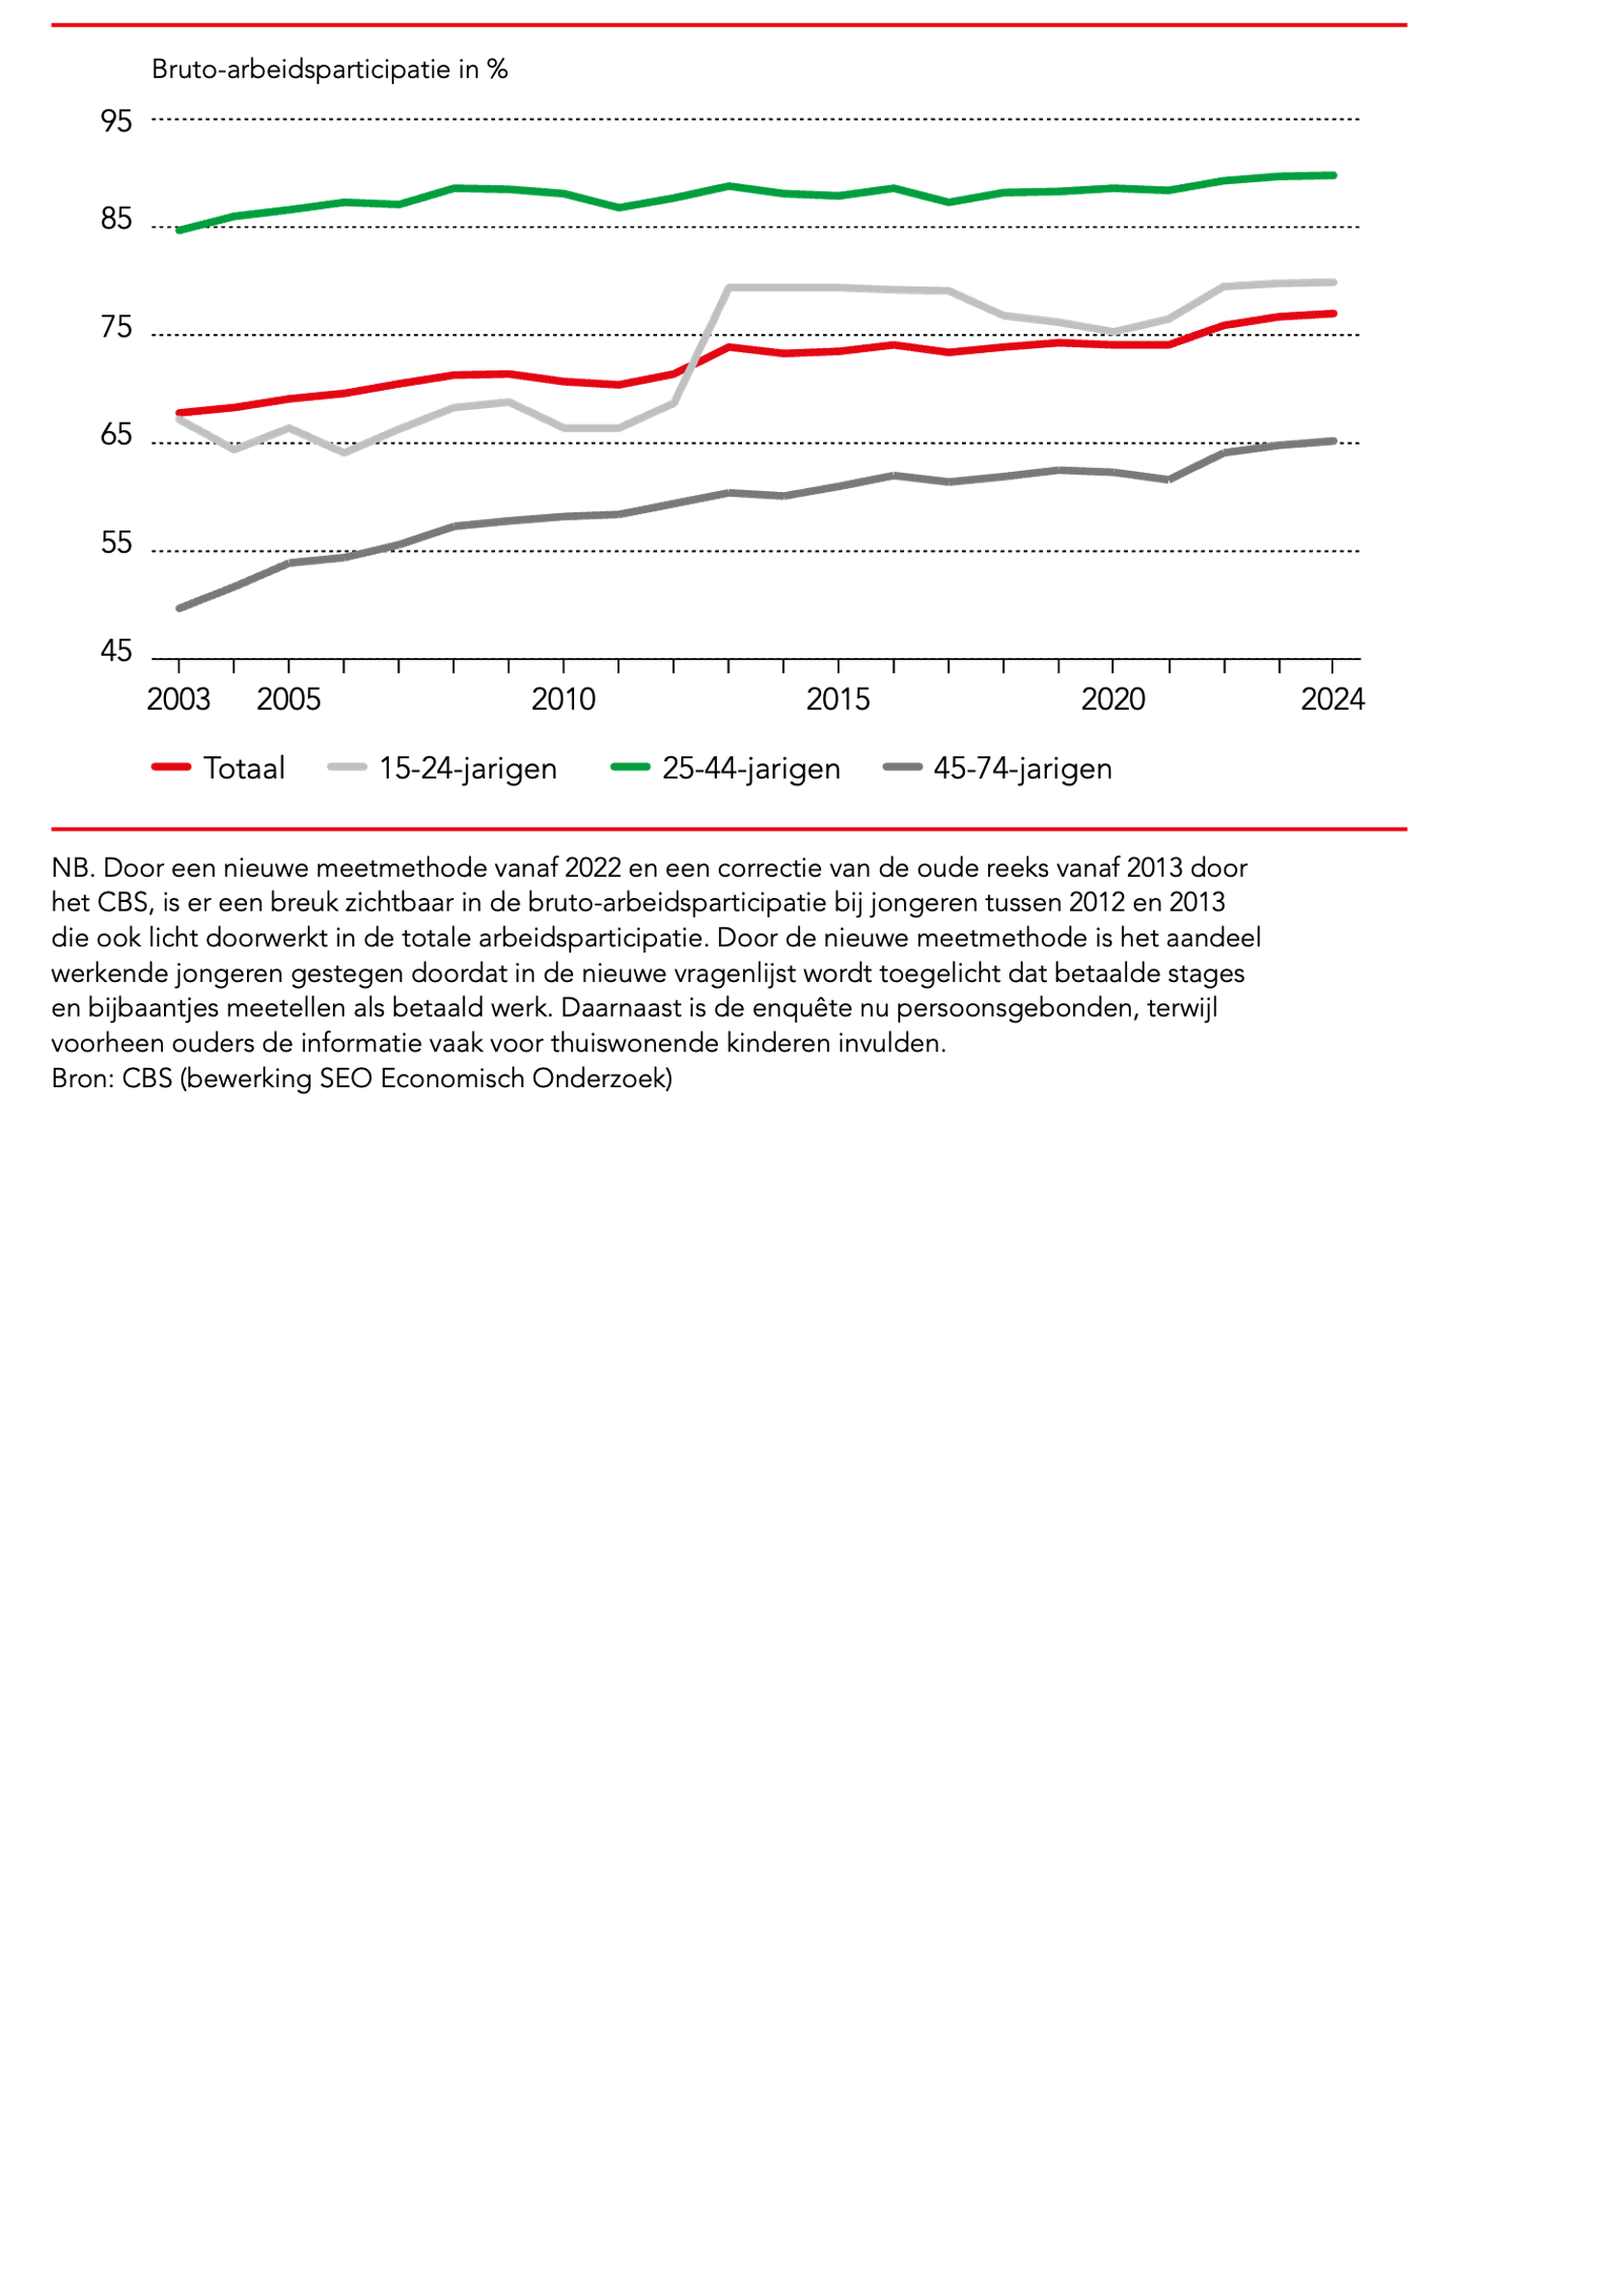 Bruto-arbeidsparticipatie in %
95
85
75
65
55
45
2003 2005 2010 2015 2020 2024
Totaal 15-24-jarigen 25-44-jarigen 45-74-jarigen
NB. Door een nieuwe meetmethode vanaf 2022 en een correctie van de oude reeks vanaf 2013 door
het CBS, is er een breuk zichtbaar in de bruto-arbeidsparticipatie bij jongeren tussen 2012 en 2013
die ook licht doorwerkt in de totale arbeidsparticipatie. Door de nieuwe meetmethode is het aandeel
werkende jongeren gestegen doordat in de nieuwe vragenlijst wordt toegelicht dat betaalde stages
en bijbaantjes meetellen als betaald werk. Daarnaast is de enquête nu persoonsgebonden, terwijl
voorheen ouders de informatie vaak voor thuiswonende kinderen invulden.
Bron: CBS (bewerking SEO Economisch Onderzoek)